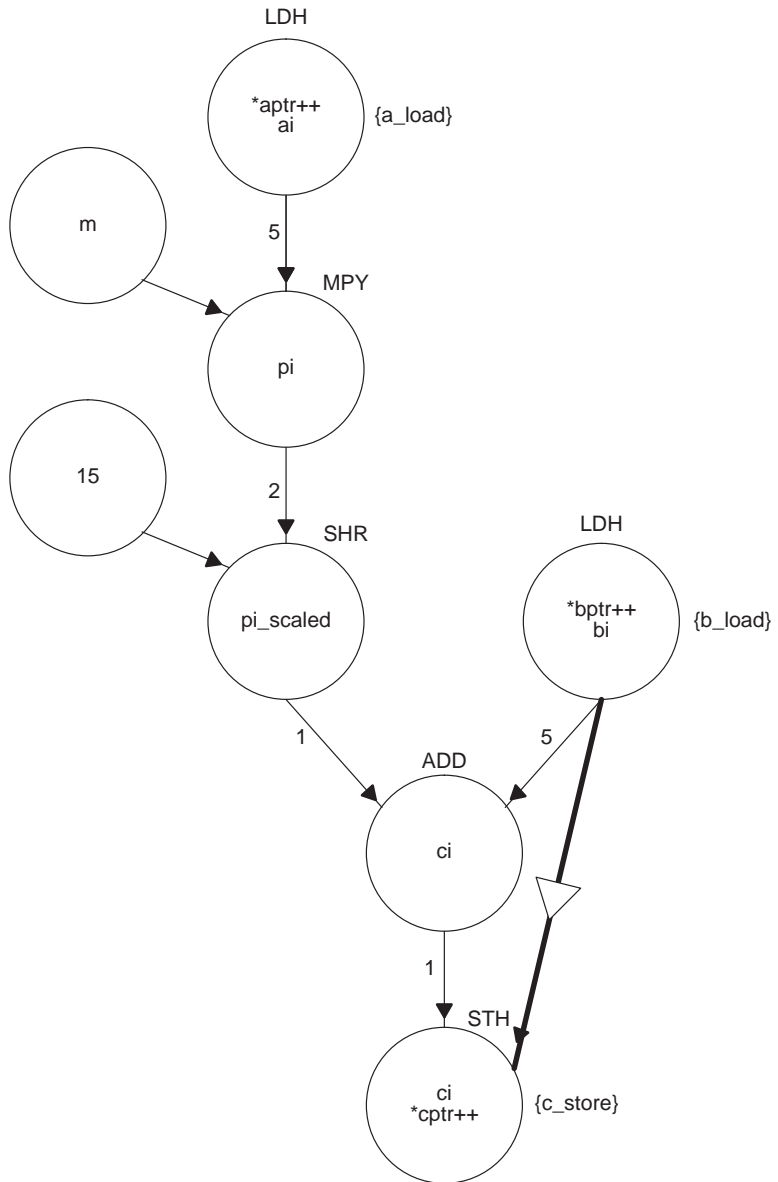 LDH
*aptr++
ai
{a_load}
m
5
MPY
pi
15
2
SHR
LDH
pi_scaled
*bptr++
bi
{b_load}
1
5
ADD
ci
1
STH
ci
*cptr++
{c_store}